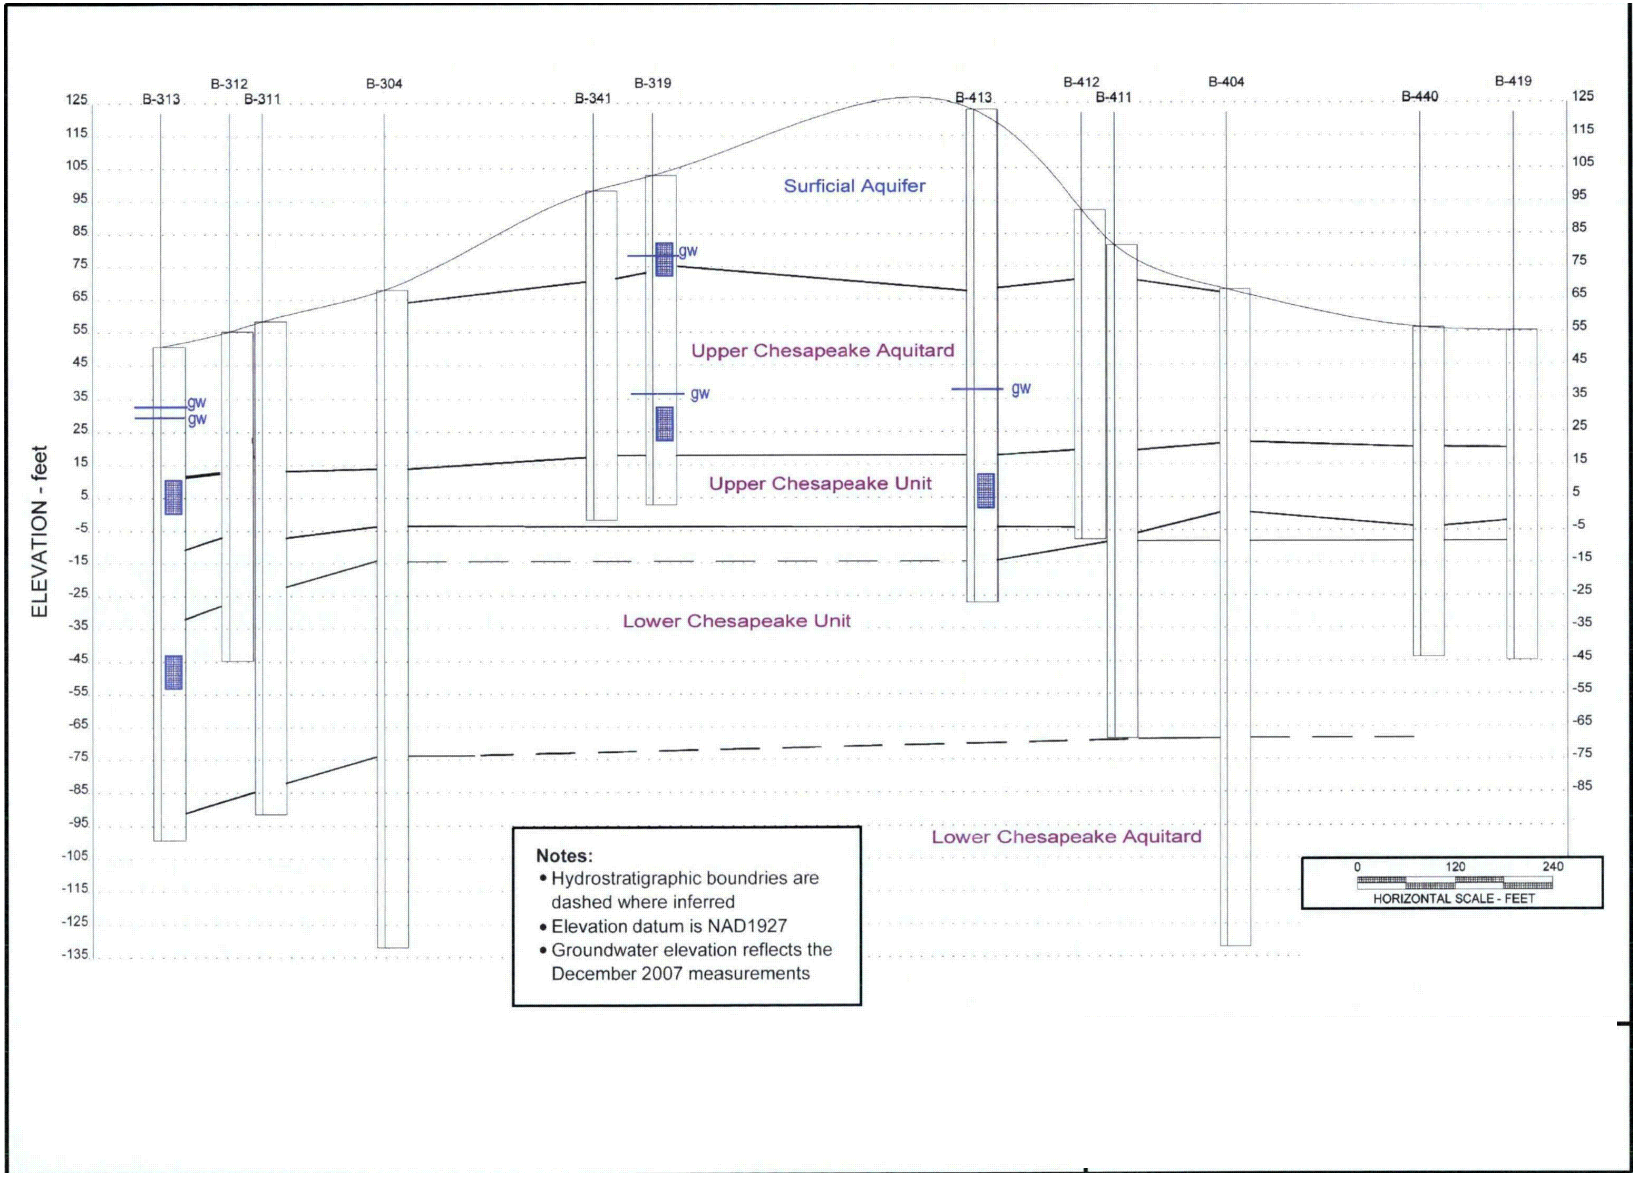 B-312 B-304 B-319 B-412 B-404 B-419
B-313 B-311 B-341 B-413 B-411 B-440
125 125
115 115
105 105
95 95
85 85
75 75
65 65
55 55
45 45
35 35
25 25
15 15
5 5
-5 -5
-15 -15
-25 -25
-35 -35
-45 -45
-55 -55
-65 -65
-75 -75
-85 -85
-95
-105
-115
-125
-135
ELEVATION - feet
Surficial Aquifer
gw
Upper Chesapeake Aquitard
gw
gw
gw
gw
Upper Chesapeake Unit
Lower Chesapeake Unit
Lower Chesapeake Aquitard
Notes:
• Hydrostratigraphic boundries are
dashed where inferred
• Elevation datum is NAD1927
• Groundwater elevation reflects the
December 2007 measurements
0 120 240
HORIZONTAL SCALE - FEET